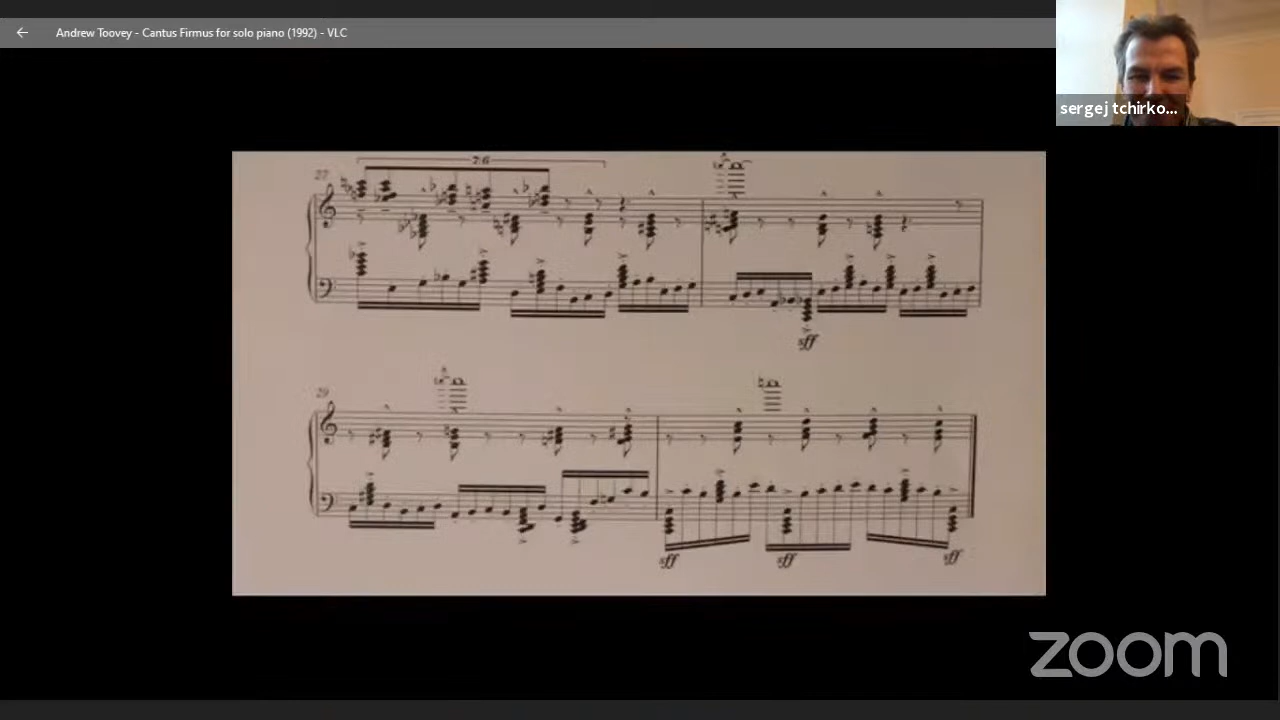 Andrew Toovey - Cantus Firmus for solo piano (1992) - VLC
sergej tchirko...
27
7:6
sff
29
sff
sff
sff
zoom